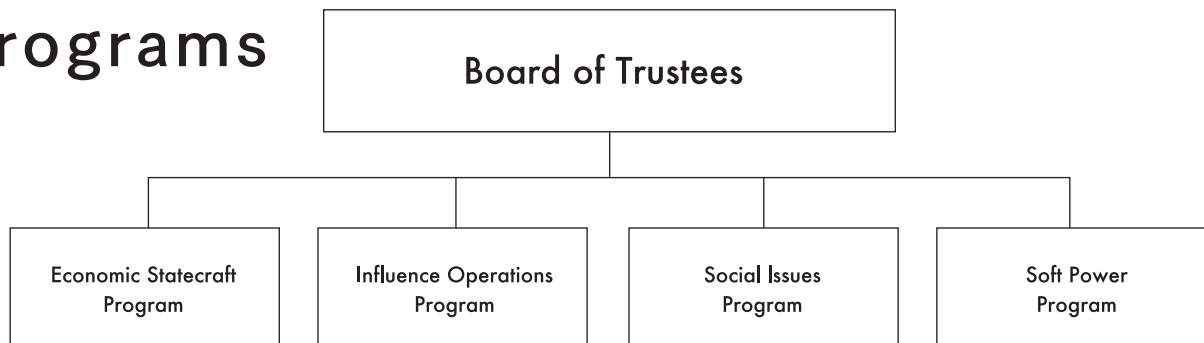 rograms
Board of Trustees
Economic Statecraft
Program
Influence Operations
Program
Social Issues
Program
Soft Power
Program